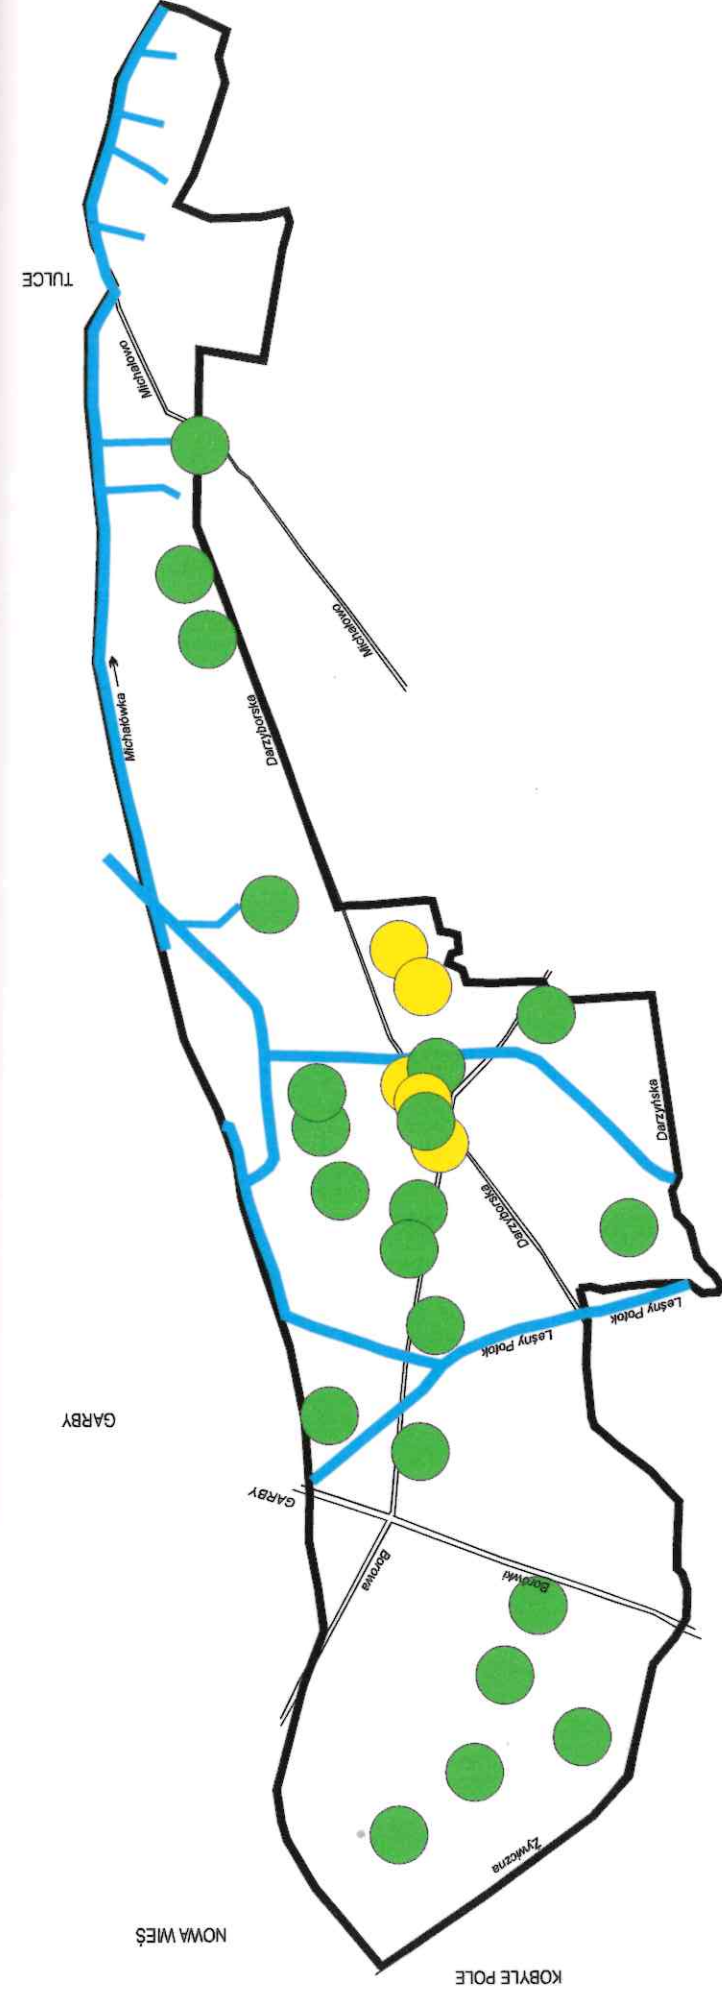 TULCE
Michałowo
Michałowo
Michałówka
Darzyborska
Darzyńska
Darzyborska
Leśny Potok
Leśny Potok
GARBY
GARBY
Borowa
Borówki
Żywiczna
NOWA WIEŚ
KOBYLE POLE